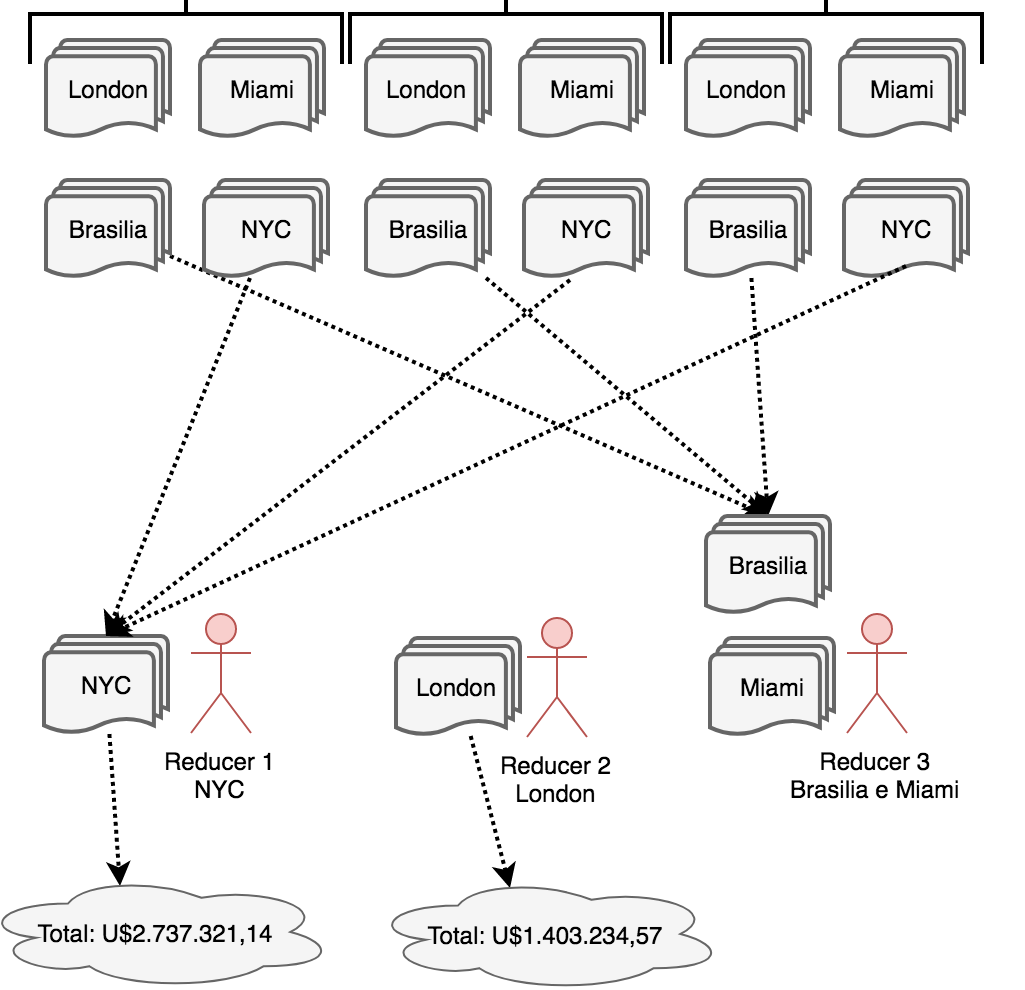 London
Miami
London
Miami
London
Miami
Brasilia
NYC
Brasilia
NYC
Brasilia
NYC
Brasilia
NYC
London
Miami
Reducer 1
NYC
Reducer 2
London
Reducer 3
Brasilia e Miami
Total: U$2.737.321,14
Total: U$1.403.234,57